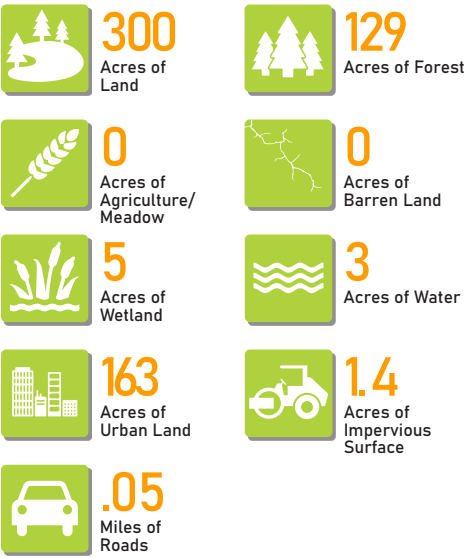 300
Acres of
Land
129
Acres of Forest
0
Acres of
Agriculture/
Meadow
0
Acres of
Barren Land
5
Acres of
Wetland
3
Acres of Water
163
Acres of
Urban Land
1.4
Acres of
Impervious
Surface
.05
Miles of
Roads